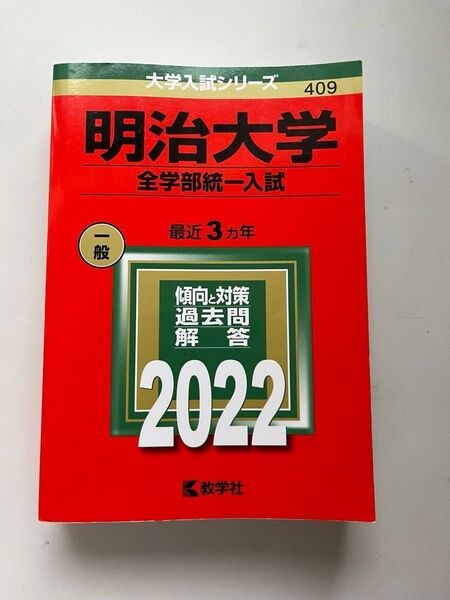 大学入試シリーズ
409
明治大学
全学部統一入試
最近3ヵ年
一般
傾向と対策
過去問
解答
2022
教学社